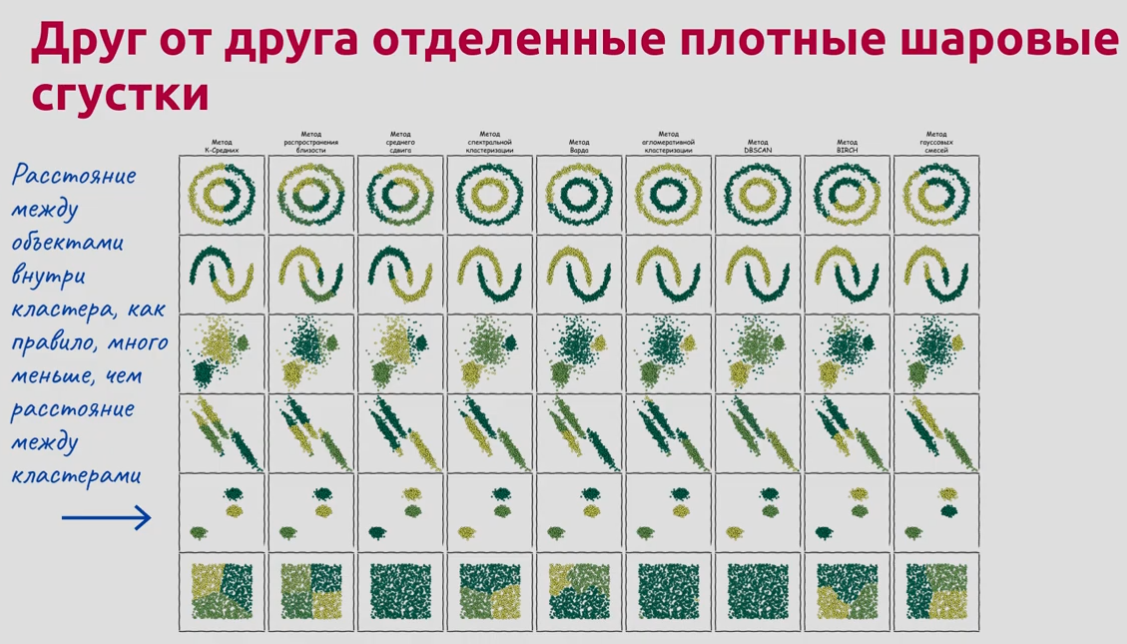 Друг от друга отделенные плотные шаровые
сгустки
Метод
К-Средних
Метод
распространения
близости
Метод
среднего
сдвига
Метод
спектральной
кластеризации
Метод
Варда
Метод
агломеративной
кластеризации
Метод
DBSCAN
Метод
BIRCH
Метод
гауссовых
смесей
Расстояние
между
объектами
внутри
кластера, как
правило, много
меньше, чем
расстояние
между
кластерами